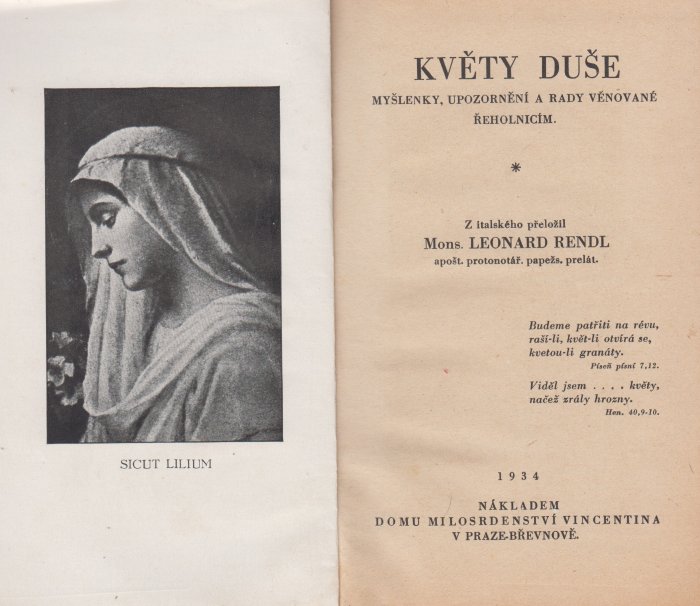 SICUT LILIUM
KVĚTY DUŠE
MYŠLENKY, UPOZORNĚNÍ A RADY VĚNOVANÉ
ŘEHOLNICÍM.
*
Z italského přeložil
Mons. LEONARD RENDL
apošt. protonotář. papežs. prelát.
Budeme patřiti na révu,
raší-li, květ-li otvírá se,
kvetou-li granáty.
Píseň písní 7,12.
Viděl jsem . . . . květy,
načež zrály hrozny.
Hen. 40,9-10.
1934
NÁKLADEM
DOMU MILOSRDENSTVÍ VINCENTINA
V PRAZE-BŘEVNOVĚ.